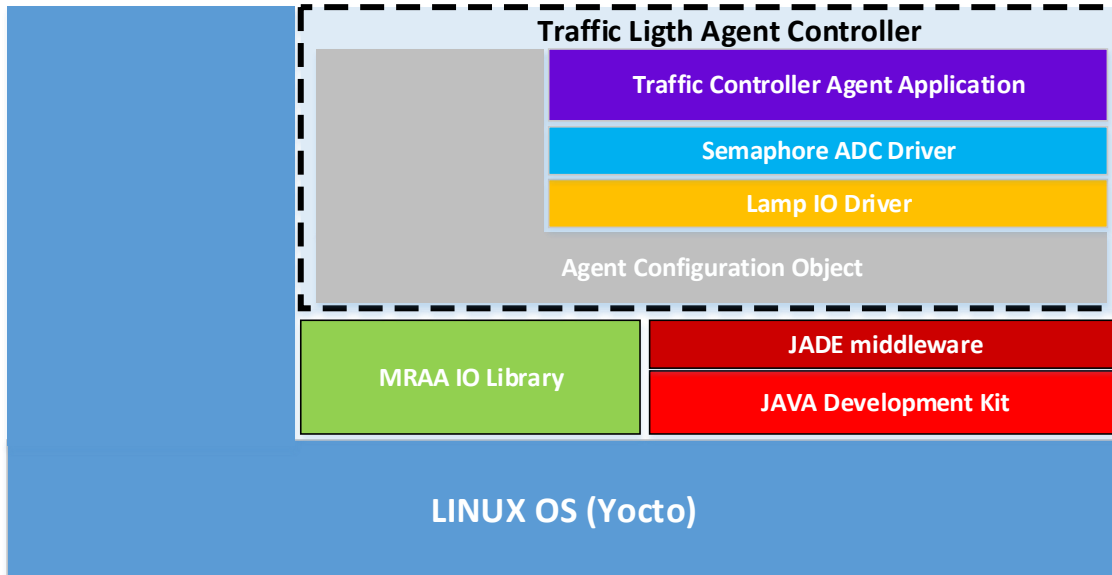 Traffic Ligth Agent Controller
Traffic Controller Agent Application
Semaphore ADC Driver
Lamp IO Driver
Agent Configuration Object
MRAA IO Library
JADE middleware
JAVA Development Kit
LINUX OS (Yocto)